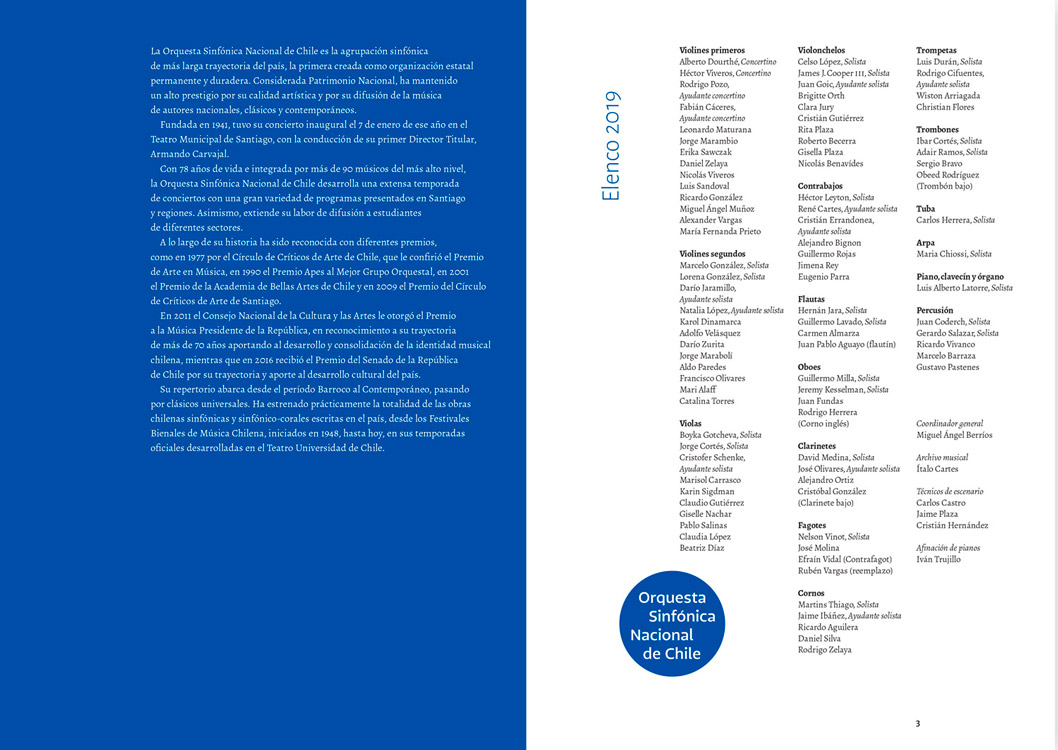 La Orquesta Sinfónica Nacional de Chile es la agrupación sinfónica
de más larga trayectoria del país, la primera creada como organización estatal
permanente y duradera. Considerada Patrimonio Nacional, ha mantenido
un alto prestigio por su calidad artística y por su difusión de la música
de autores nacionales, clásicos y contemporáneos.
Fundada en 1941, tuvo su concierto inaugural el 7 de enero de ese año en el
Teatro Municipal de Santiago, con la conducción de su primer Director Titular,
Armando Carvajal.
Con 78 años de vida e integrada por más de 90 músicos del más alto nivel,
la Orquesta Sinfónica Nacional de Chile desarrolla una extensa temporada
de conciertos con una gran variedad de programas presentados en Santiago
y regiones. Asimismo, extiende su labor de difusión a estudiantes
de diferentes sectores.
A lo largo de su historia ha sido reconocida con diferentes premios,
como en 1977 por el Círculo de Críticos de Arte de Chile, que le confirió el Premio
de Arte en Música, en 1990 el Premio Apes al Mejor Grupo Orquestal, en 2001
el Premio de la Academia de Bellas Artes de Chile y en 2009 el Premio del Círculo
de Críticos de Arte de Santiago.
En 2011 el Consejo Nacional de la Cultura y las Artes le otorgó el Premio
a la Música Presidente de la República, en reconocimiento a su trayectoria
de más de 70 años aportando al desarrollo y consolidación de la identidad musical
chilena, mientras que en 2016 recibió el Premio del Senado de la República
de Chile por su trayectoria y aporte al desarrollo cultural del país.
Su repertorio abarca desde el período Barroco al Contemporáneo, pasando
por clásicos universales. Ha estrenado prácticamente la totalidad de las obras
chilenas sinfónicas y sinfónico-corales escritas en el país, desde los Festivales
Bienales de Música Chilena, iniciados en 1948, hasta hoy, en sus temporadas
oficiales desarrolladas en el Teatro Universidad de Chile.
Elenco 2019
Violines primeros
Alberto Dourthé, Concertino
Héctor Viveros, Concertino
Rodrigo Pozo,
Ayudante concertino
Fabián Cáceres,
Ayudante concertino
Leonardo Maturana
Jorge Marambio
Erika Sawczak
Daniel Zelaya
Nicolás Viveros
Luis Sandoval
Ricardo González
Miguel Ángel Muñoz
Alexander Vargas
María Fernanda Prieto
Violines segundos
Marcelo González, Solista
Lorena González, Solista
Darío Jaramillo,
Ayudante solista
Natalia López, Ayudante solista
Karol Dinamarca
Adolfo Velásquez
Darío Zurita
Jorge Marabolí
Aldo Paredes
Francisco Olivares
Mari Alaff
Catalina Torres
Violas
Boyka Gotcheva, Solista
Jorge Cortés, Solista
Cristofer Schenke,
Ayudante solista
Marisol Carrasco
Karin Sigdman
Claudio Gutiérrez
Giselle Nachar
Pablo Salinas
Claudia López
Beatriz Díaz
Orquesta
Sinfónica
Nacional
de Chile
Violonchelos
Celso López, Solista
James J. Cooper III, Solista
Juan Goic, Ayudante solista
Brigitte Orth
Clara Jury
Cristián Gutiérrez
Rita Plaza
Roberto Becerra
Gisella Plaza
Nicolás Benavídes
Contrabajos
Héctor Leyton, Solista
René Cartes, Ayudante solista
Cristián Errandonea,
Ayudante solista
Alejandro Bignon
Guillermo Rojas
Jimena Rey
Eugenio Parra
Flautas
Hernán Jara, Solista
Guillermo Lavado, Solista
Carmen Almarza
Juan Pablo Aguayo (flautín)
Oboes
Guillermo Milla, Solista
Jeremy Kesselman, Solista
Juan Fundas
Rodrigo Herrera
(Corno inglés)
Clarinetes
David Medina, Solista
José Olivares, Ayudante solista
Alejandro Ortiz
Cristóbal González
(Clarinete bajo)
Fagotes
Nelson Vinot, Solista
José Molina
Efraín Vidal (Contrafagot)
Rubén Vargas (reemplazo)
Cornos
Martins Thiago, Solista
Jaime Ibáñez, Ayudante solista
Ricardo Aguilera
Daniel Silva
Rodrigo Zelaya
Trompetas
Luis Durán, Solista
Rodrigo Cifuentes,
Ayudante solista
Wiston Arriagada
Christian Flores
Trombones
Ibar Cortés, Solista
Adair Ramos, Solista
Sergio Bravo
Obeed Rodríguez
(Trombón bajo)
Tuba
Carlos Herrera, Solista
Arpa
Maria Chiossi, Solista
Piano, clavecín y órgano
Luis Alberto Latorre, Solista
Percusión
Juan Coderch, Solista
Gerardo Salazar, Solista
Ricardo Vivanco
Marcelo Barraza
Gustavo Pastenes
Coordinador general
Miguel Ángel Berríos
Archivo musical
Ítalo Cartes
Técnicos de escenario
Carlos Castro
Jaime Plaza
Cristián Hernández
Afinación de pianos
Iván Trujillo
3